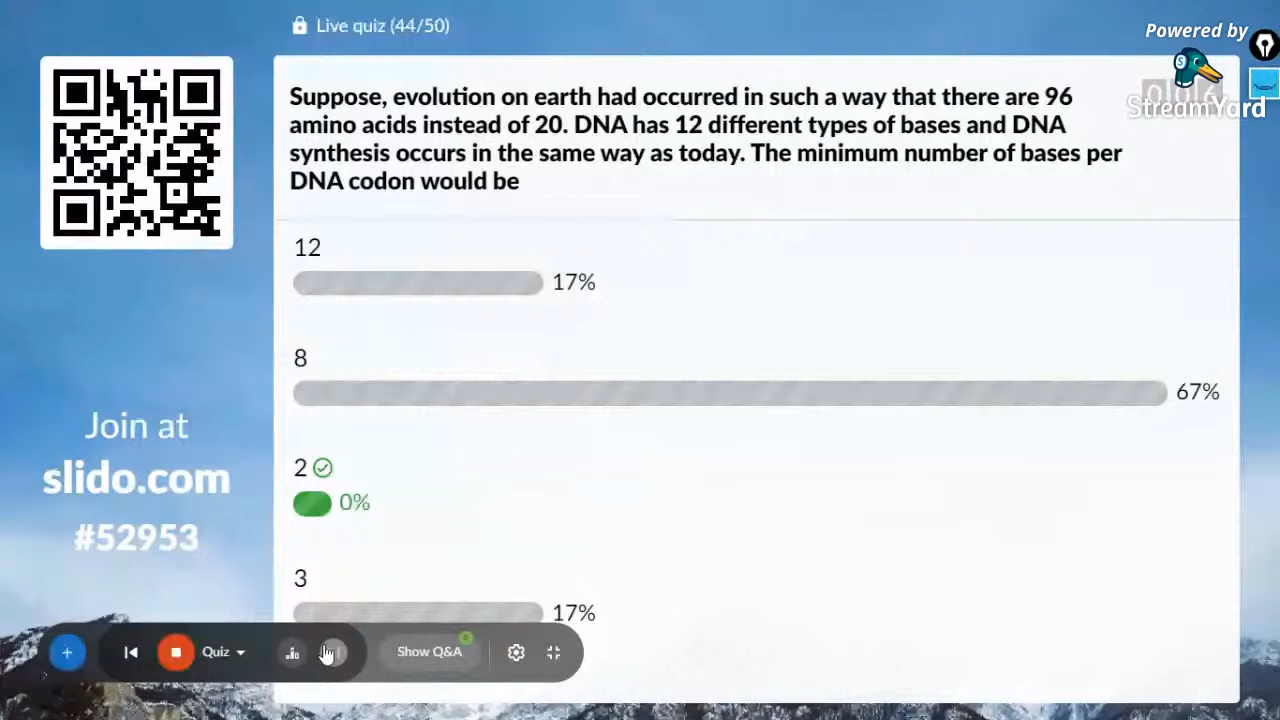 Live quiz (44/50)
Powered by
StreamYard
Suppose, evolution on earth had occurred in such a way that there are 96
amino acids instead of 20. DNA has 12 different types of bases and DNA
synthesis occurs in the same way as today. The minimum number of bases per
DNA codon would be
12
17%
8
67%
2
0%
3
17%
Join at
slido.com
#52953
Quiz
Show Q&A
6